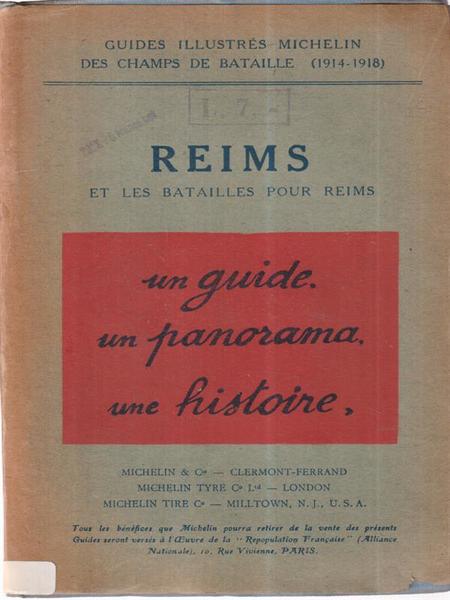 GUIDES ILLUSTRÉS MICHELIN
DES CHAMPS DE BATAILLE (1914-1918)
I. 7. -
REIMS
ET LES BATAILLES POUR REIMS
un guide.
un panorama.
une histoire.
MICHELIN & Cie — CLERMONT-FERRAND
MICHELIN TYRE Co Ltd — LONDON
MICHELIN TIRE Co — MILLTOWN, N. J., U. S. A.
Tous les bénéfices que Michelin pourra retirer de la vente des présents
Guides seront versés à l'Œuvre de la " Repopulation Française " (Alliance
Nationale), 10, Rue Vivienne, PARIS.